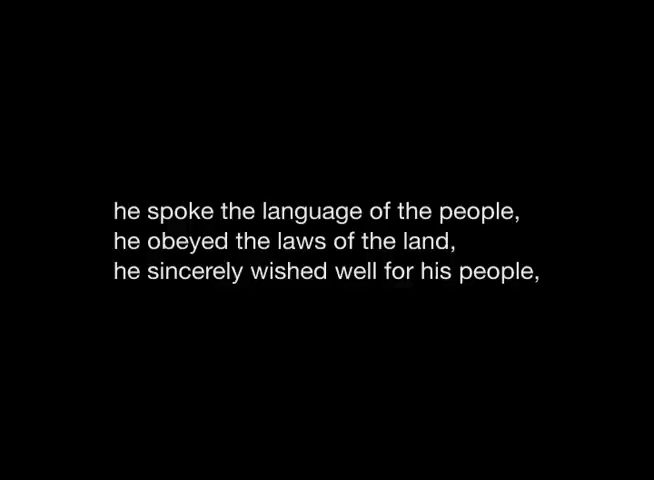 he spoke the language of the people,
he obeyed the laws of the land,
he sincerely wished well for his people,